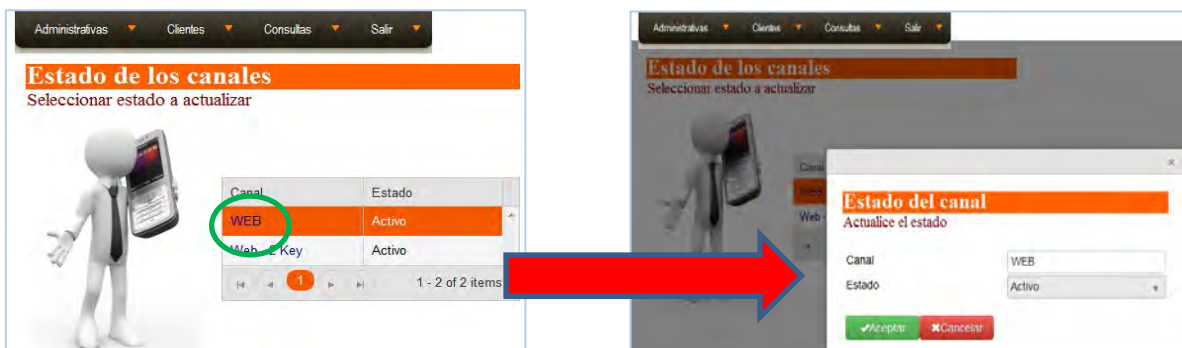 Administrativas Clientes Consultas Salir
Estado de los canales
Seleccionar estado a actualizar
Canal Estado
WEB Activo
Web - 2 Key Activo
1 1 - 2 of 2 items
Administrativas Clientes Consultas Salir
Estado de los canales
Seleccionar estado a actualizar
Canal
Web -
Estado del canal
Actualice el estado
Canal WEB
Estado Activo
Aceptar Cancelar